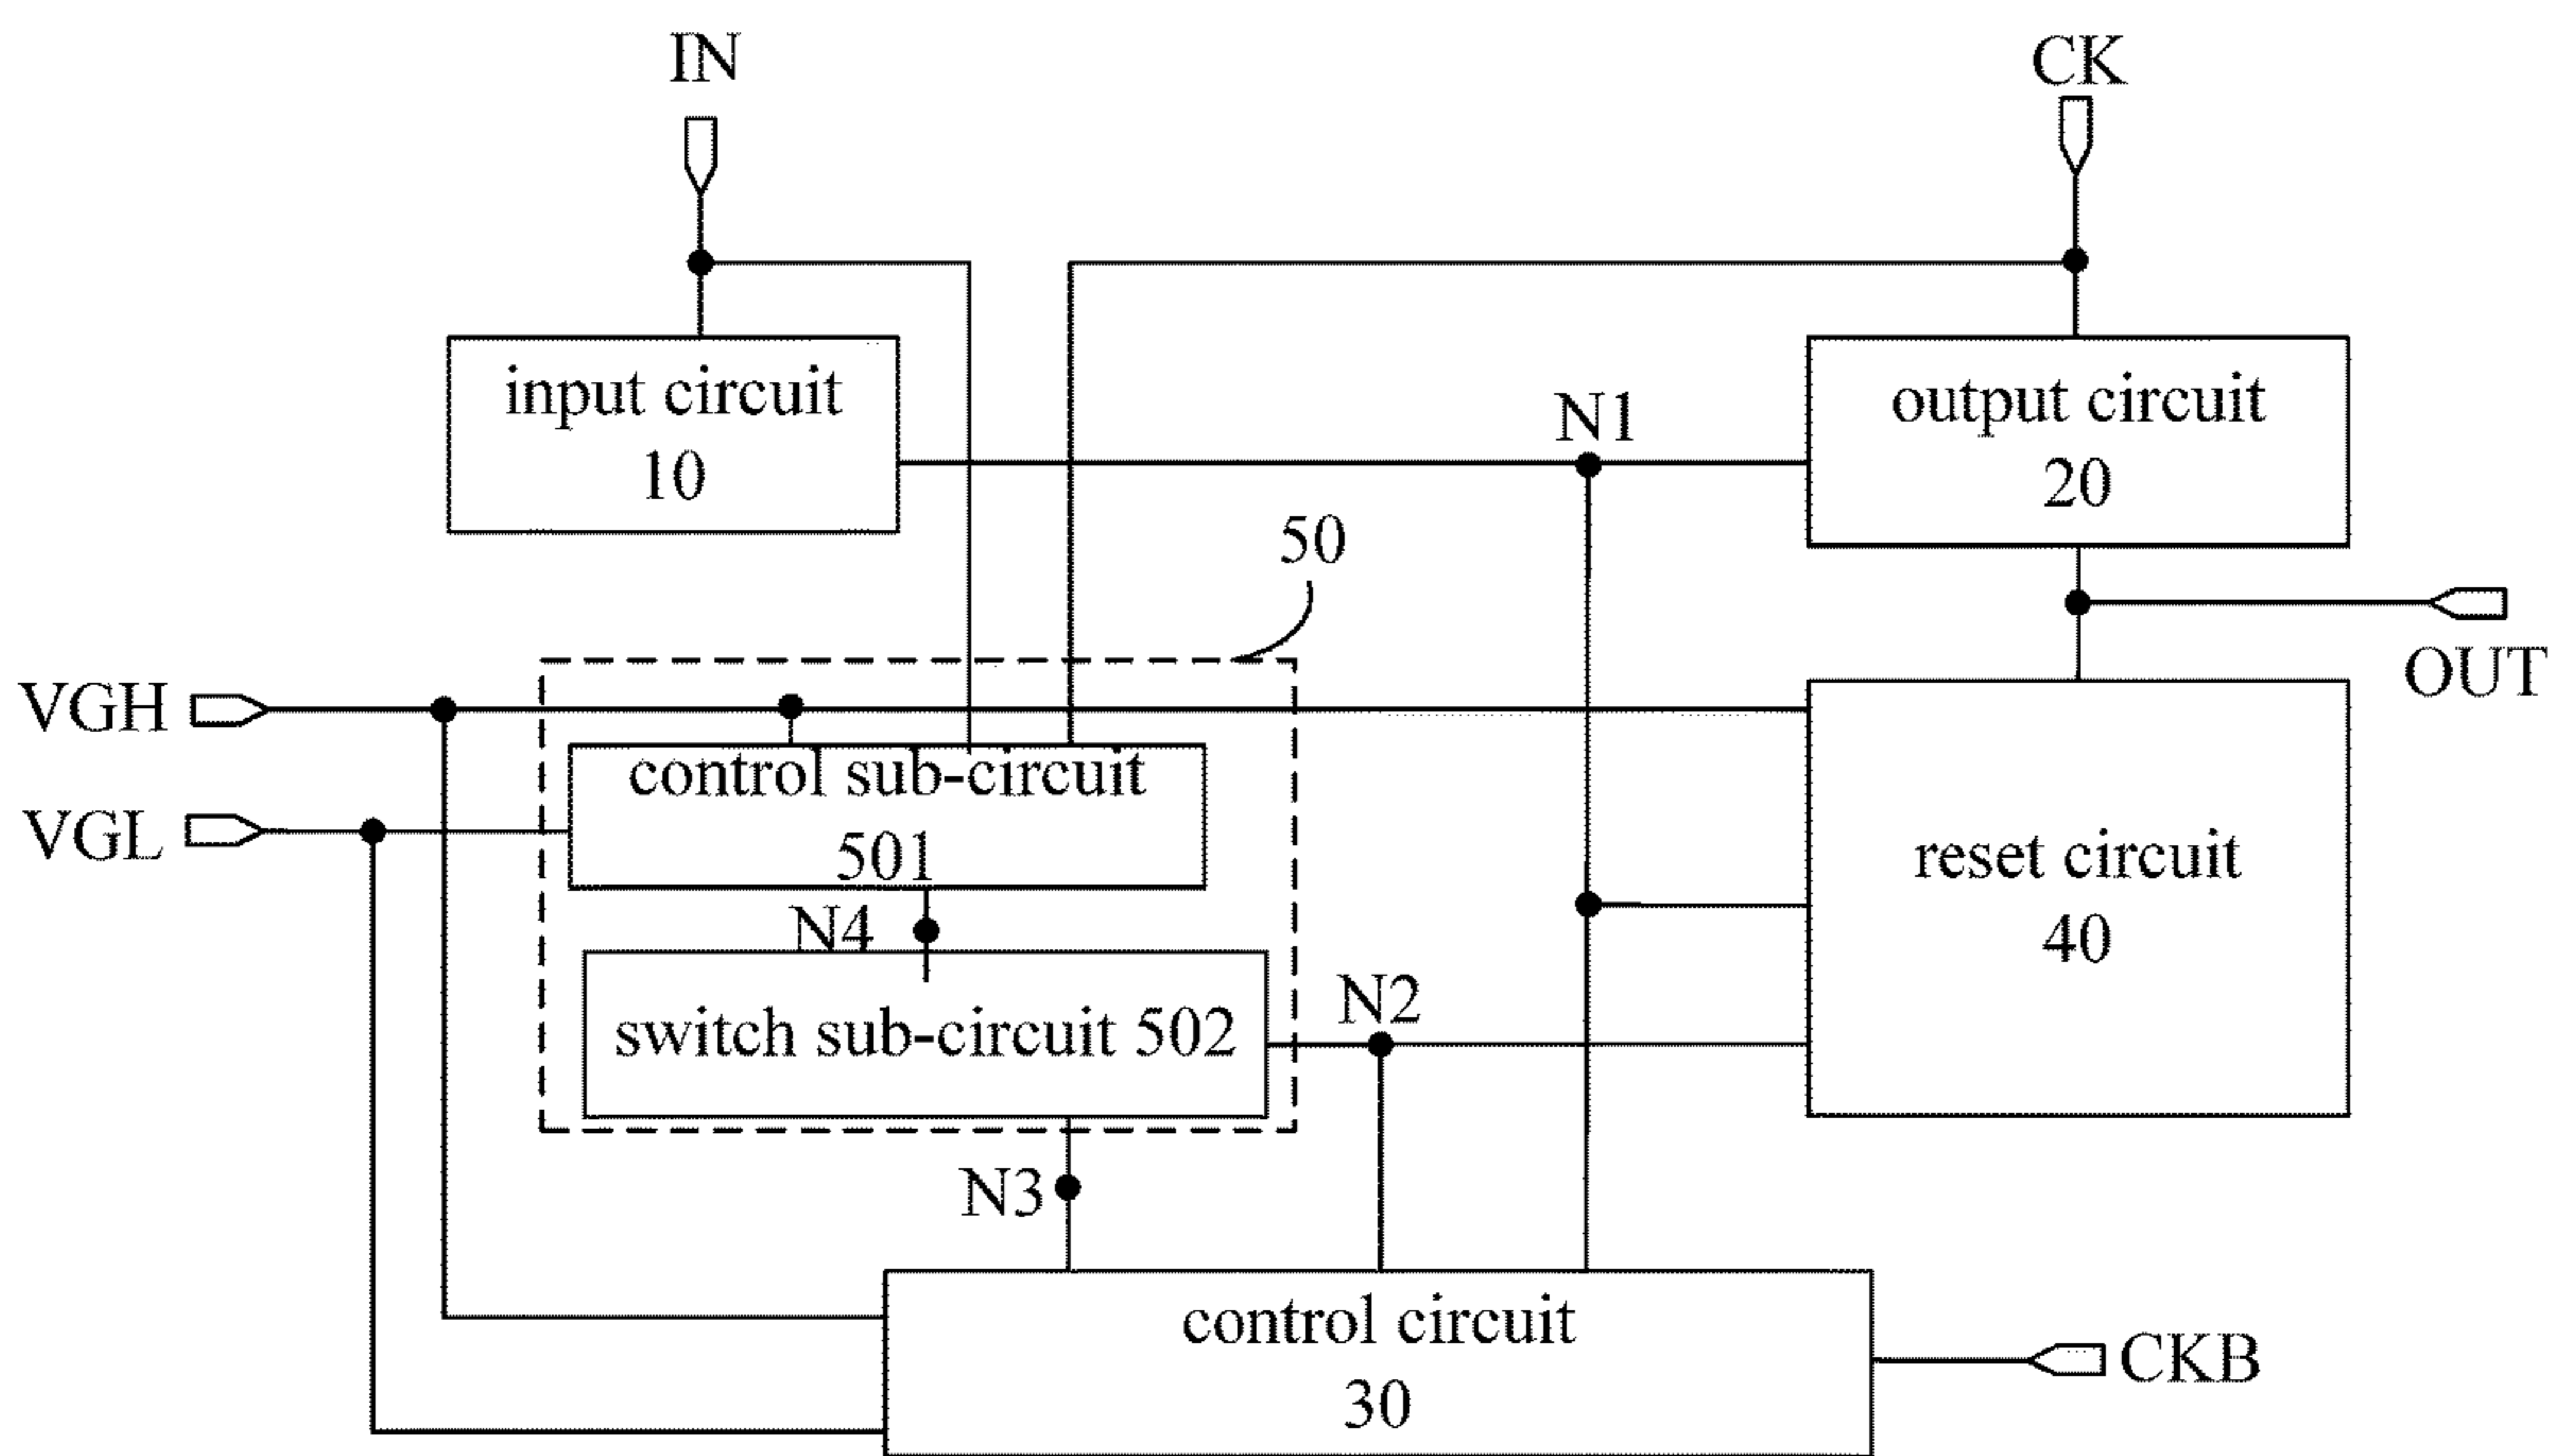 IN
CK
input circuit
10
N1
output circuit
20
50
OUT
VGH
control sub-circuit
501
VGL
reset circuit
40
N4
switch sub-circuit 502
N2
N3
control circuit
30
CKB